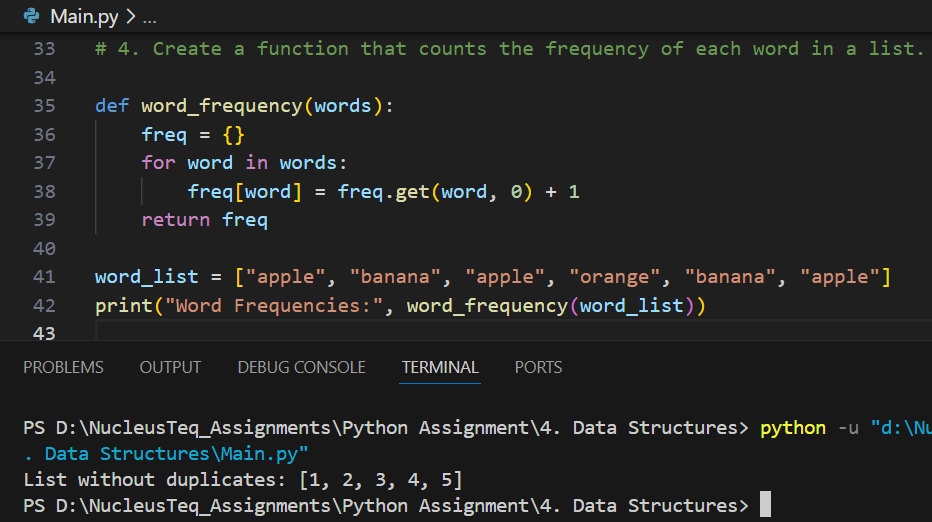 Main.py > ...
33 # 4. Create a function that counts the frequency of each word in a list.
34
35 def word_frequency(words):
36     freq = {}
37     for word in words:
38         freq[word] = freq.get(word, 0) + 1
39     return freq
40
41 word_list = ["apple", "banana", "apple", "orange", "banana", "apple"]
42 print("Word Frequencies:", word_frequency(word_list))
43
PROBLEMS OUTPUT DEBUG CONSOLE TERMINAL PORTS
PS D:\NucleusTeq_Assignments\Python Assignment\4. Data Structures> python -u "d:\Nu
. Data Structures\Main.py"
List without duplicates: [1, 2, 3, 4, 5]
PS D:\NucleusTeq_Assignments\Python Assignment\4. Data Structures>